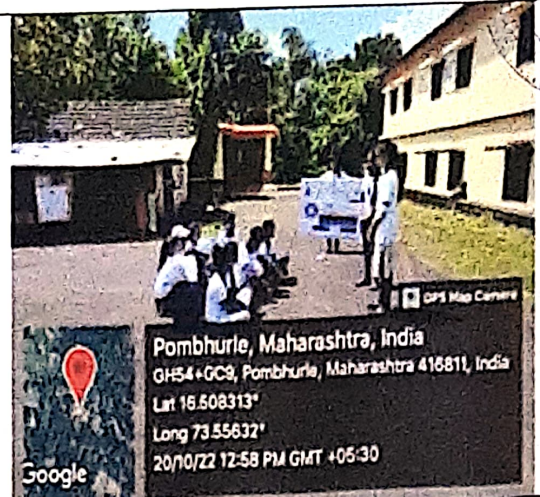 GPS Map Camera
Pombhurle, Maharashtra, India
GH54+GC9, Pombhurle, Maharashtra 416811, India
Lat 16.508313°
Long 73.55632°
20/10/22 12:58 PM GMT +05:30
Google